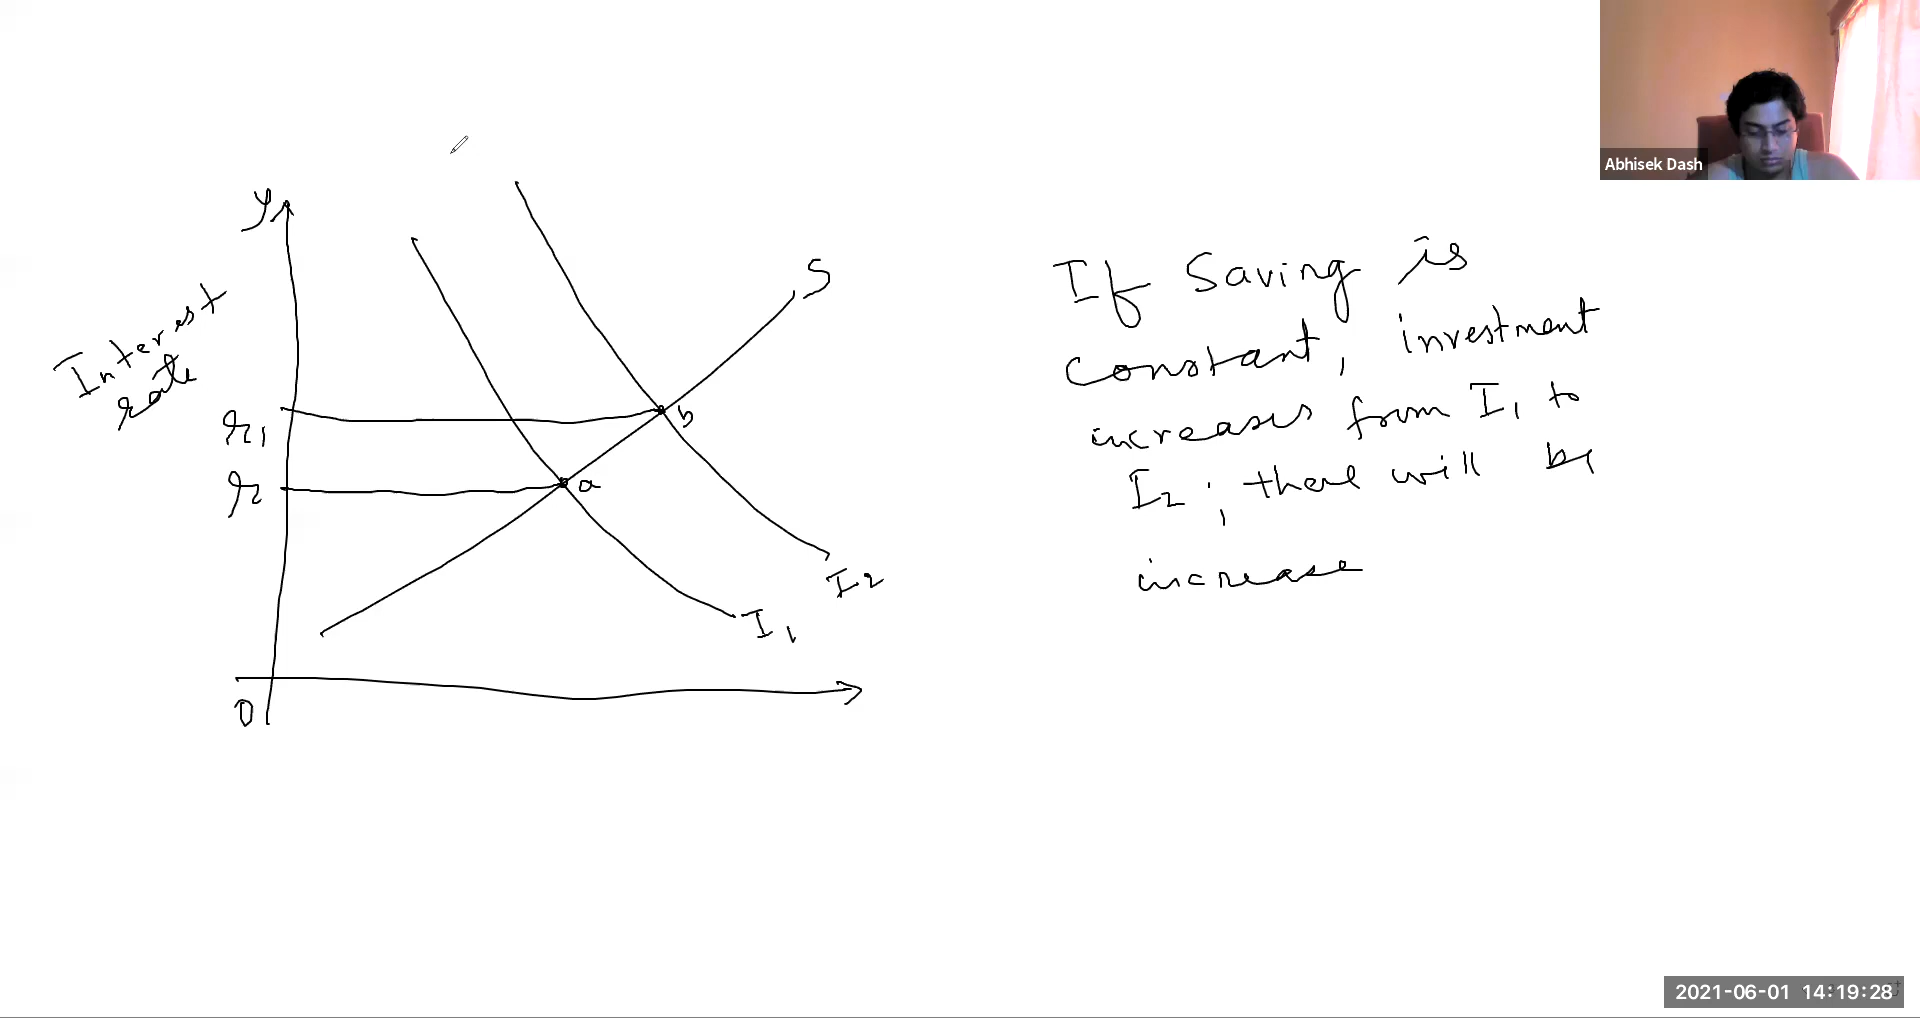 Abhisek Dash
y
Interest
rate
S
r1
b
r
a
I2
I1
0
If Saving is
constant, investment
increases from I1 to
I2; there will be
increase
2021-06-01 14:19:28